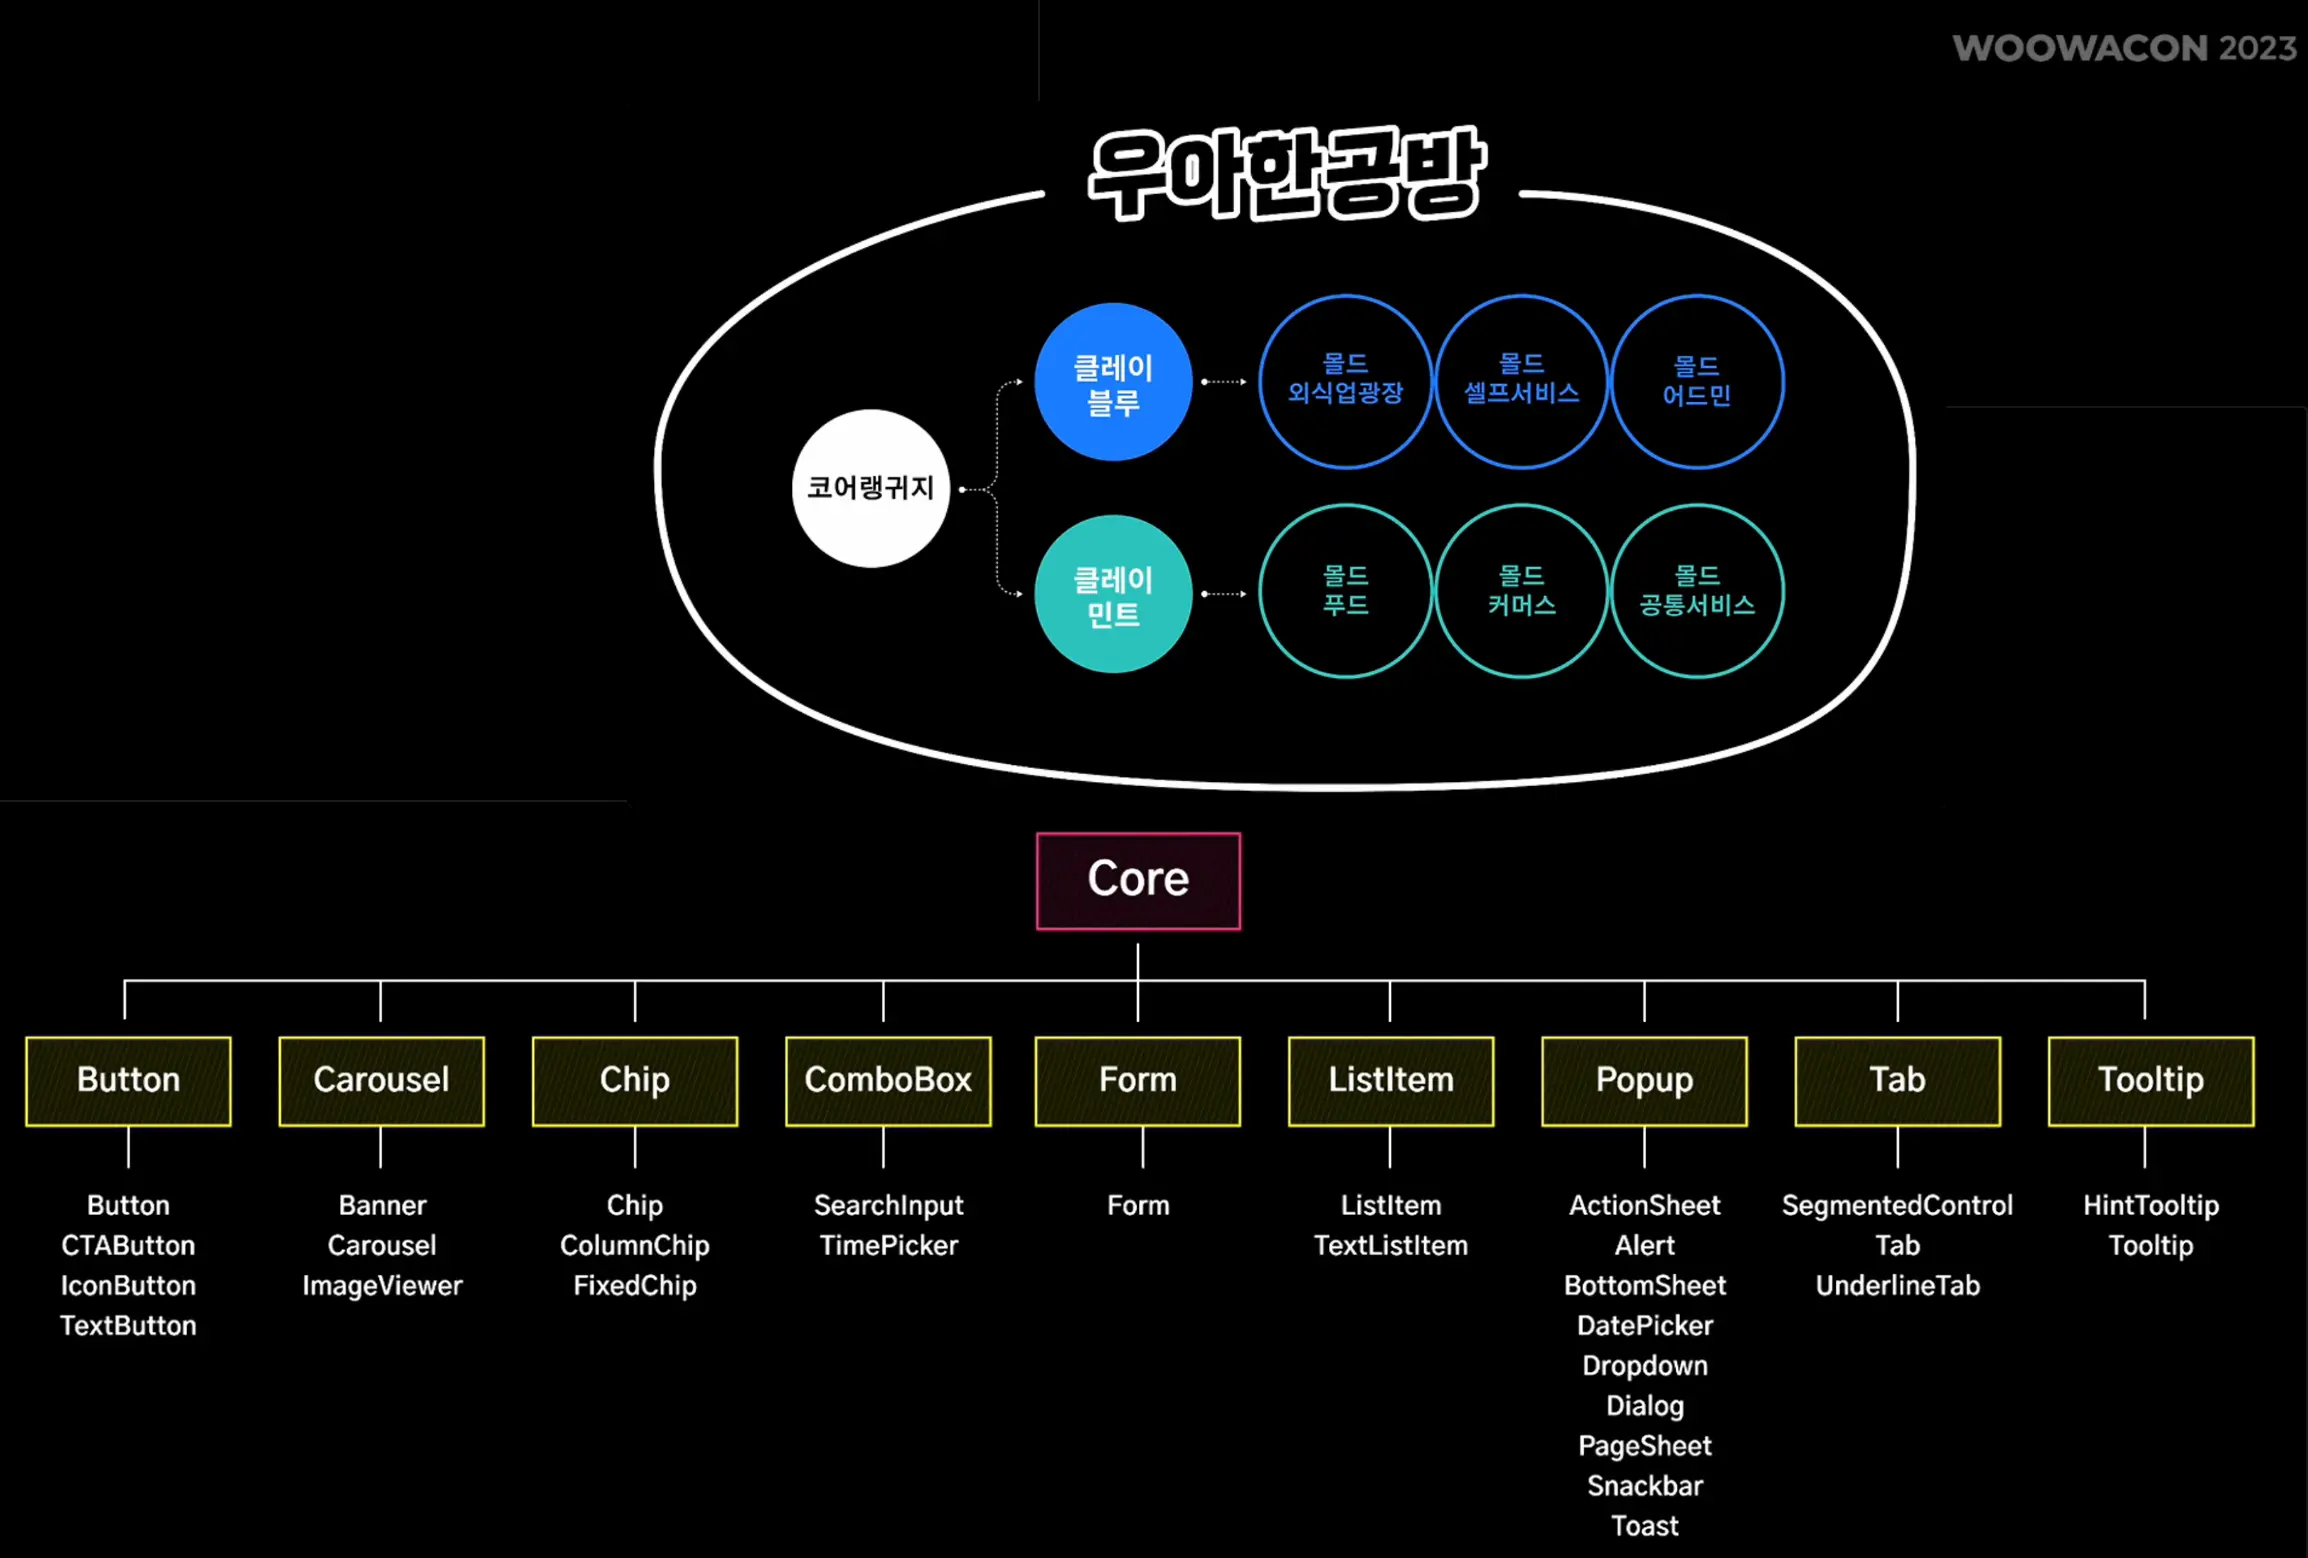 WOOWACON 2023
우아한공방
코어랭귀지
클레이
블루
몰드
외식업광장
몰드
셀프서비스
몰드
어드민
클레이
민트
몰드
푸드
몰드
커머스
몰드
공통서비스
Core
Button
Carousel
Chip
ComboBox
Form
ListItem
Popup
Tab
Tooltip
Button
CTAButton
IconButton
TextButton
Banner
Carousel
ImageViewer
Chip
ColumnChip
FixedChip
SearchInput
TimePicker
Form
ListItem
TextListItem
ActionSheet
Alert
BottomSheet
DatePicker
Dropdown
Dialog
PageSheet
Snackbar
Toast
SegmentedControl
Tab
UnderlineTab
HintTooltip
Tooltip